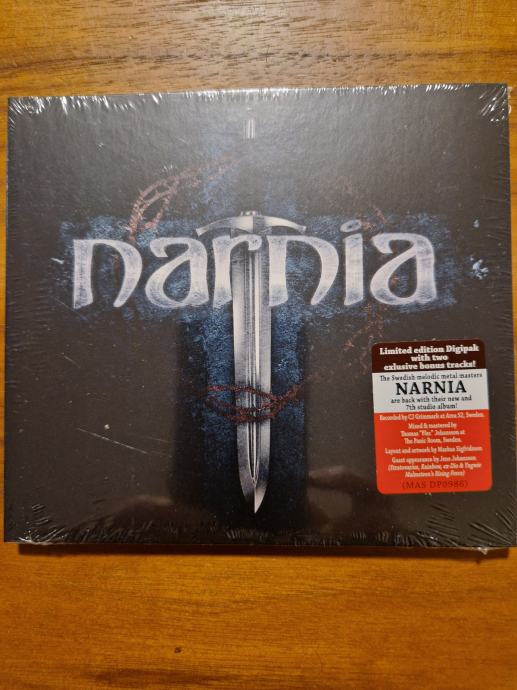 narnia
Limited edition Digipak
with two
exlusive bonus tracks!
The Swedish melodic metal masters
NARNIA
are back with their new and
7th studio album!
Recorded by CJ Grimmark at Area 52, Sweden.
Mixed & mastered by
Thomas "Plec" Johansson at
The Panic Room, Sweden.
Layout and artwork by Markus Sigfridsson
Guest appearance by Jens Johansson
(Stratovarius, Rainbow, ex-Dio & Yngwie
Malmsteen's Rising Force)
(MAS DP0986)